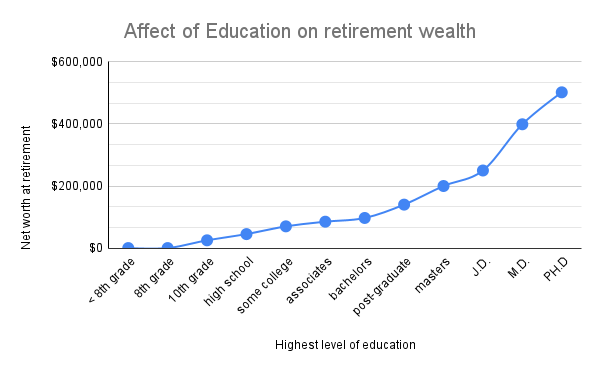 Affect of Education on retirement wealth
$600,000
$400,000
$200,000
$0
Net worth at retirement
< 8th grade
8th grade
10th grade
high school
some college
associates
bachelors
post-graduate
masters
J.D.
M.D.
PH.D
Highest level of education